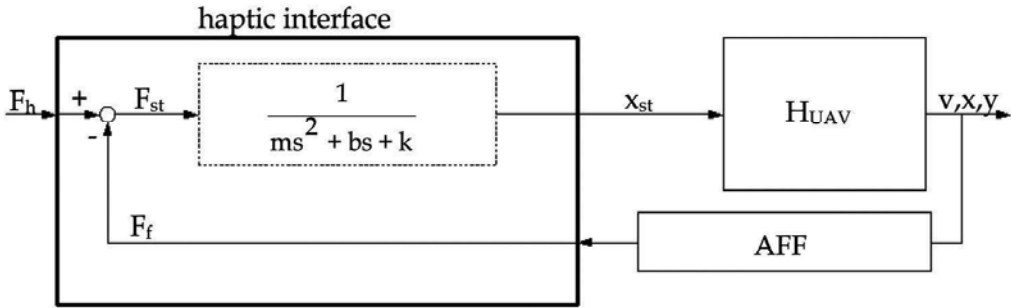 haptic interface
F_h
+
-
F_st
1
ms^2 + bs + k
x_st
H_UAV
v,x,y
F_f
AFF